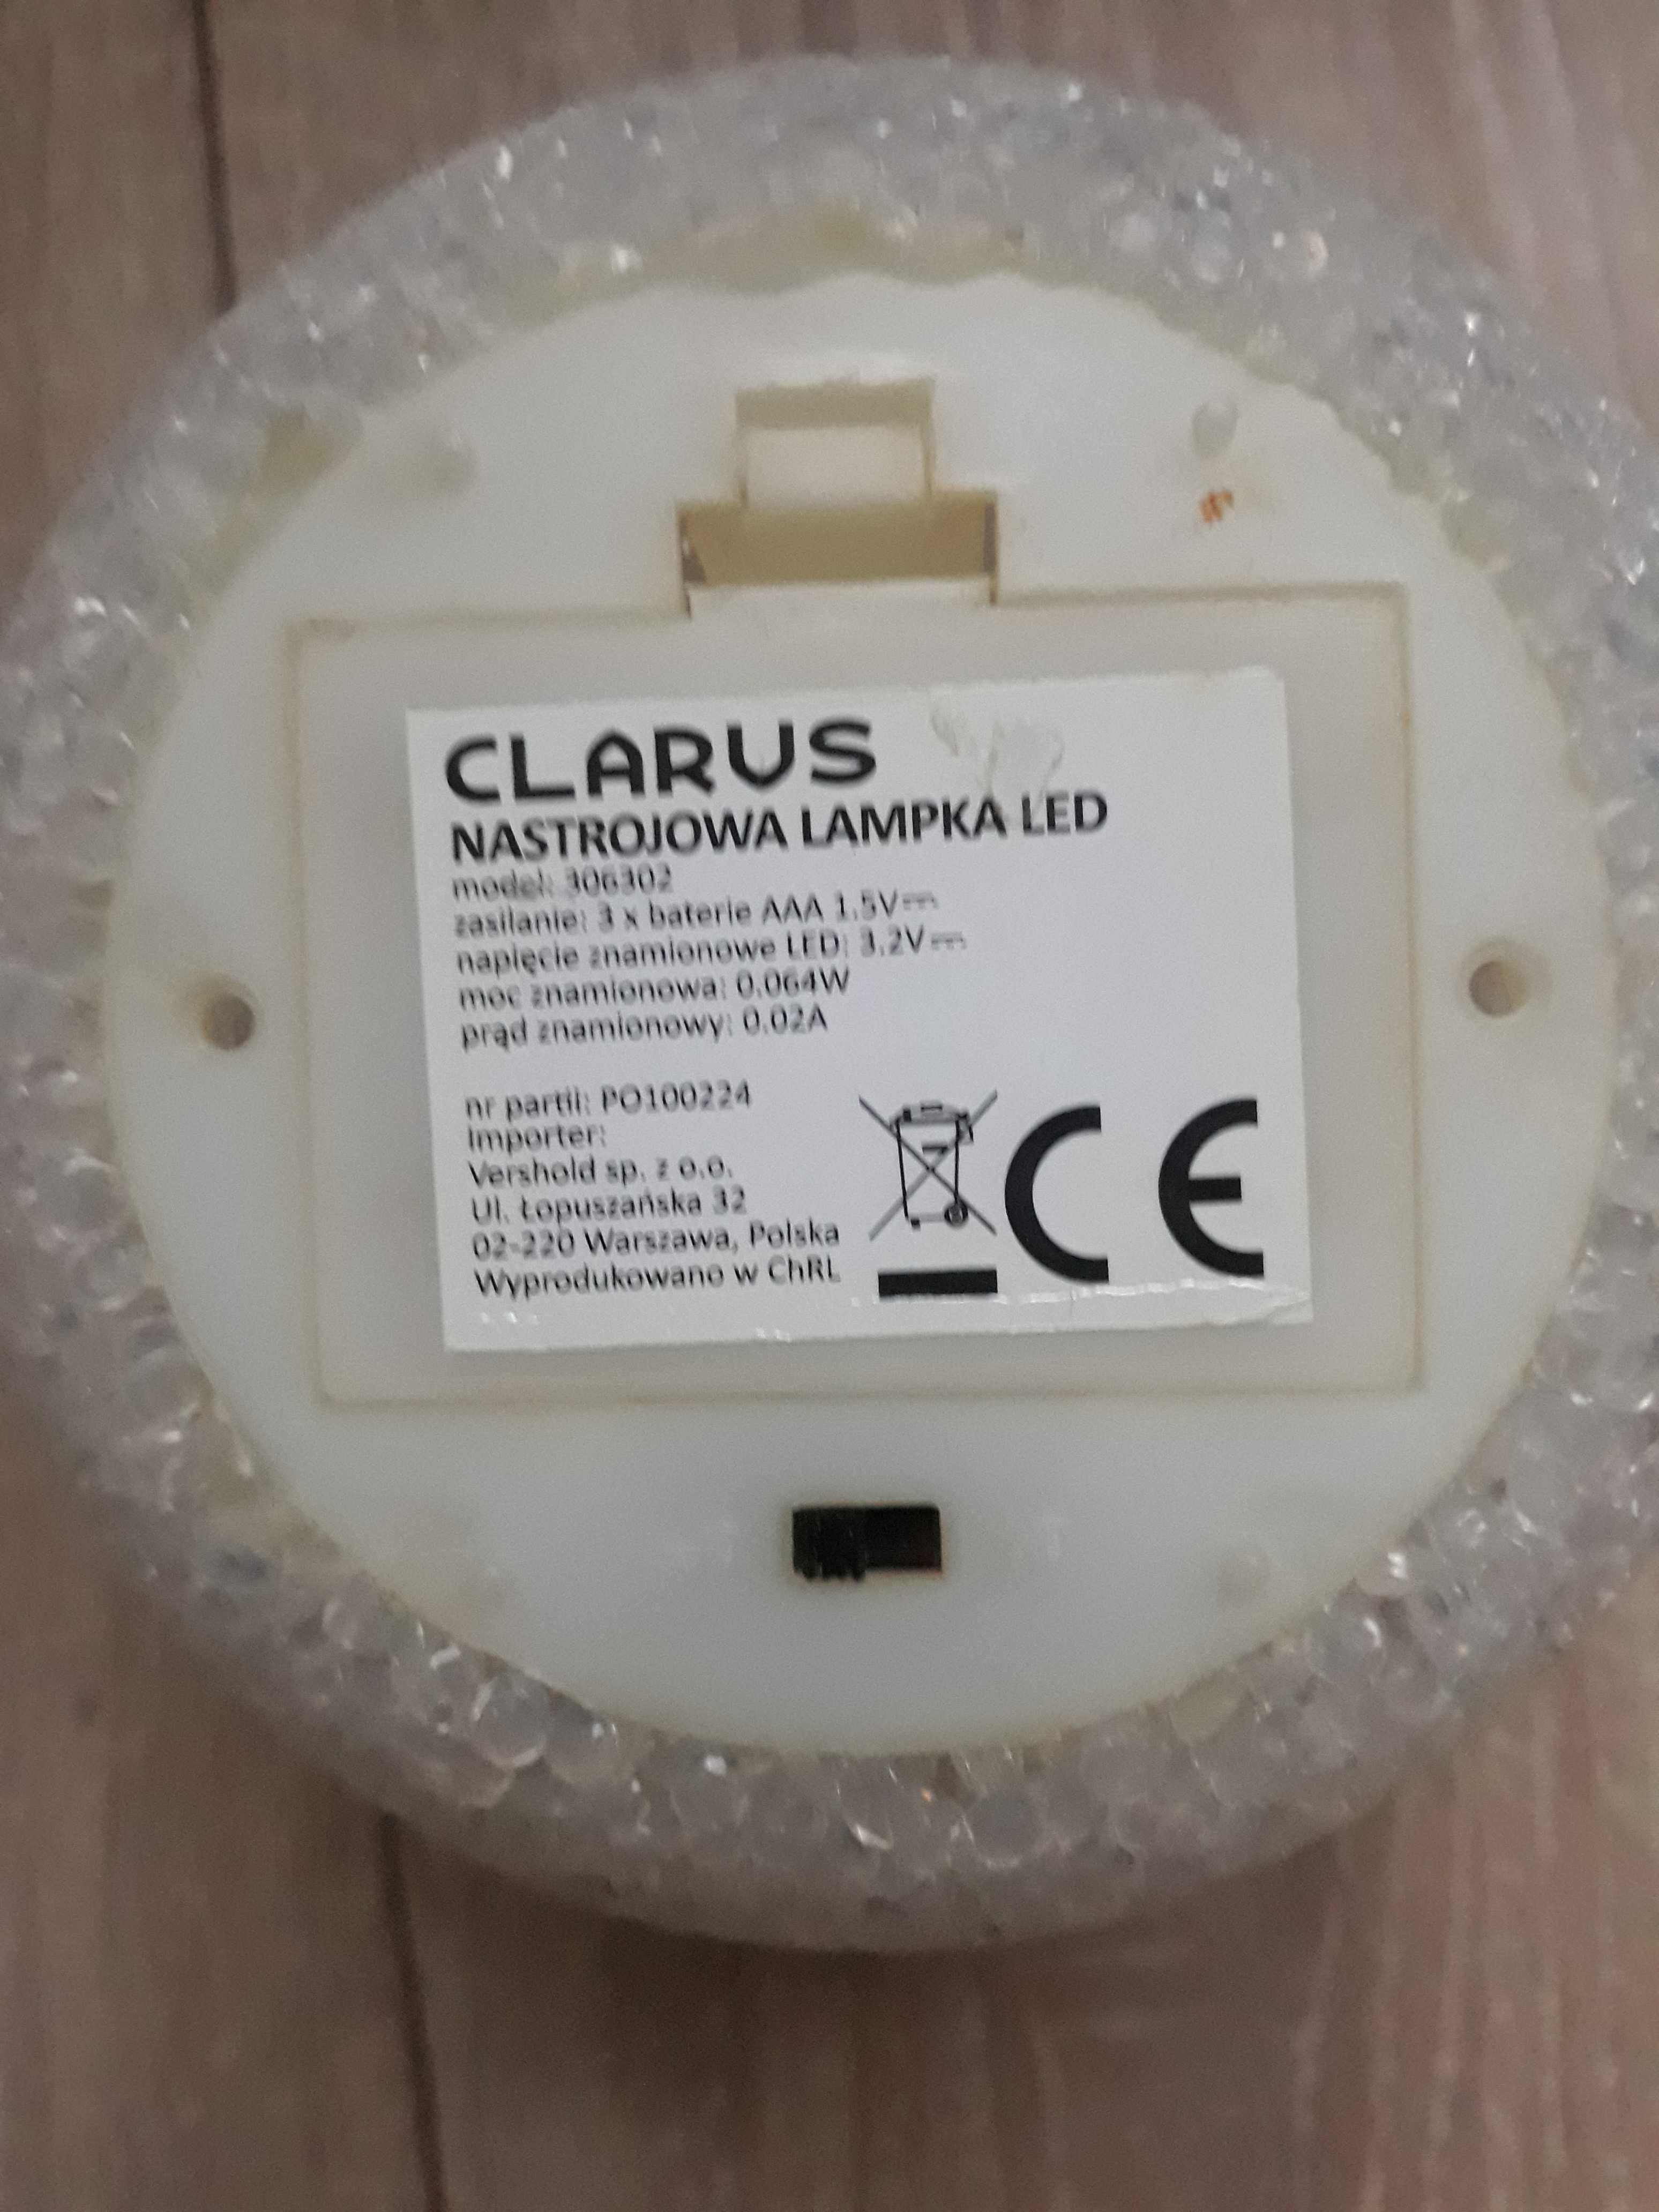 CLARUS
NASTROJOWA LAMPKA LED
model: 306302
zasilanie: 3 x baterie AAA 1.5V⎓
napięcie znamionowe LED: 3.2V⎓
moc znamionowa: 0.064W
prąd znamionowy: 0.02A
nr partii: PO100224
Importer:
Vershold sp. z o.o.
Ul. Łopuszańska 32
02-220 Warszawa, Polska
Wyprodukowano w ChRL
CE